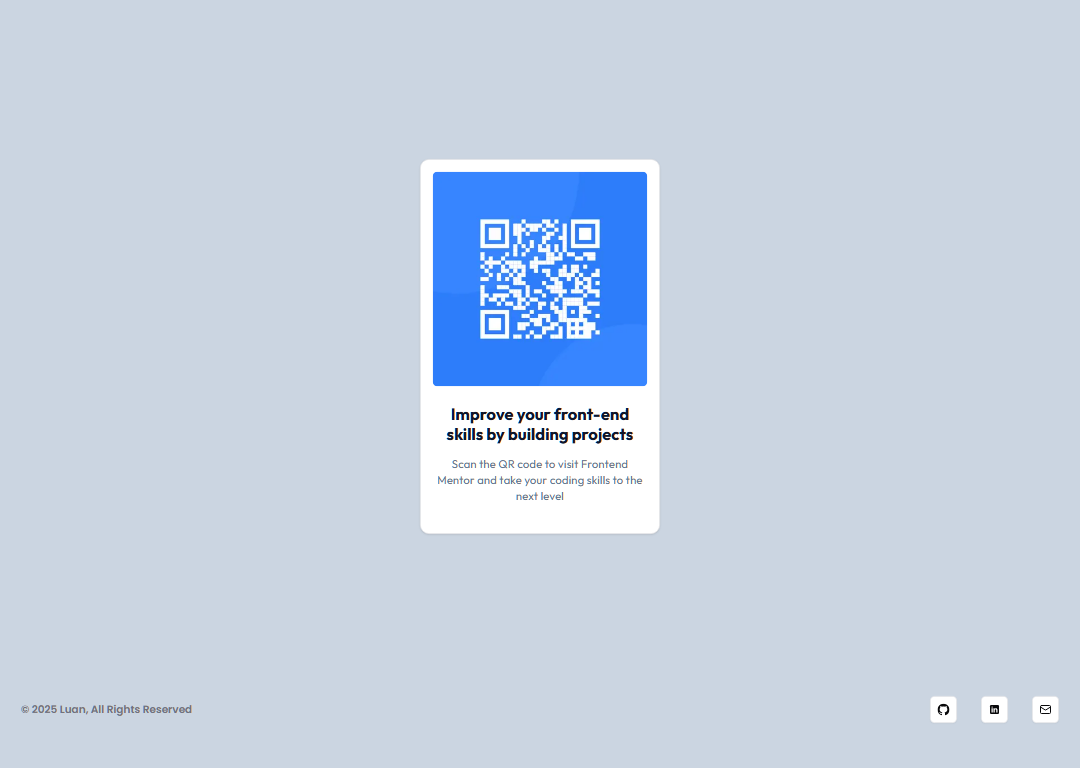 Improve your front-end
skills by building projects
Scan the QR code to visit Frontend
Mentor and take your coding skills to the
next level
© 2025 Luan, All Rights Reserved
in